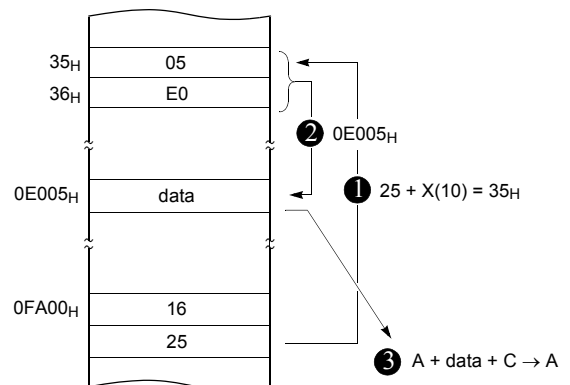 35H 05
36H E0
2 0E005H
0E005H data
1 25 + X(10) = 35H
0FA00H 16
25
3 A + data + C → A